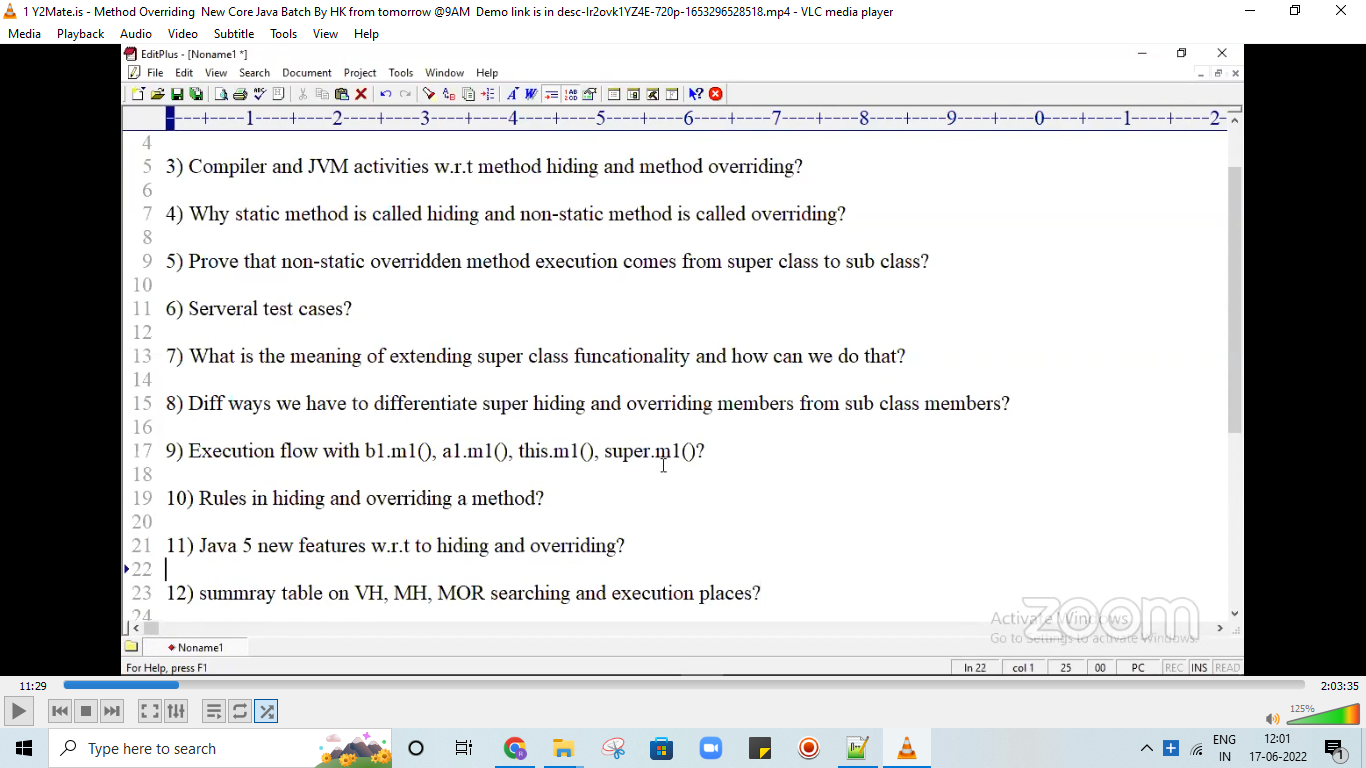 1 Y2Mate.is - Method Overriding  New Core Java Batch By HK from tomorrow @9AM  Demo link is in desc-Ir2ovk1YZ4E-720p-1653296528518.mp4 - VLC media player
Media Playback Audio Video Subtitle Tools View Help
EditPlus - [Noname1 *]
File Edit View Search Document Project Tools Window Help
----+----1----+----2----+----3----+----4----+----5----+----6----+----7----+----8----+----9----+----0----+----1----+----2-
4
5 3) Compiler and JVM activities w.r.t method hiding and method overriding?
6
7 4) Why static method is called hiding and non-static method is called overriding?
8
9 5) Prove that non-static overridden method execution comes from super class to sub class?
10
11 6) Serveral test cases?
12
13 7) What is the meaning of extending super class funcationality and how can we do that?
14
15 8) Diff ways we have to differentiate super hiding and overriding members from sub class members?
16
17 9) Execution flow with b1.m1(), a1.m1(), this.m1(), super.m1()?
18
19 10) Rules in hiding and overriding a method?
20
21 11) Java 5 new features w.r.t to hiding and overriding?
22
23 12) summray table on VH, MH, MOR searching and execution places?
24
Activate Windows
Go to Settings to activate Windows.
zoom
Noname1
For Help, press F1 ln 22 col 1 25 00 PC REC INS READ
11:29 2:03:35
125%
Type here to search
ENG
IN
12:01
17-06-2022
1